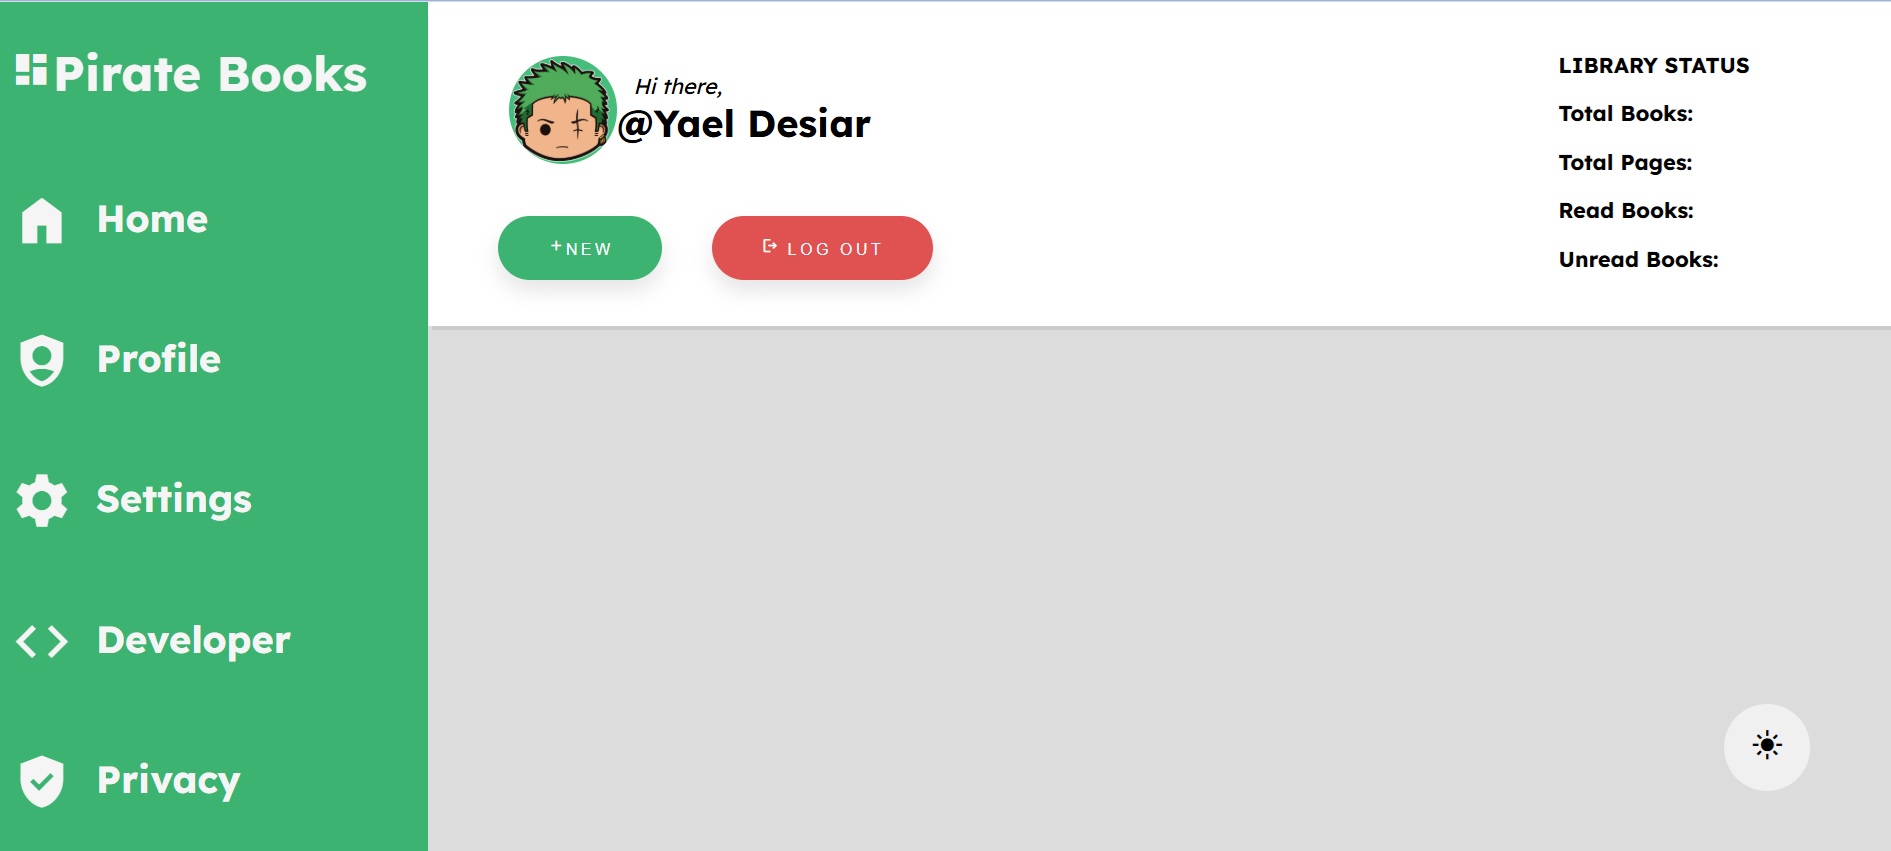 Pirate Books
Home
Profile
Settings
Developer
Privacy
Hi there,
@Yael Desiar
+NEW
LOG OUT
LIBRARY STATUS
Total Books:
Total Pages:
Read Books:
Unread Books: